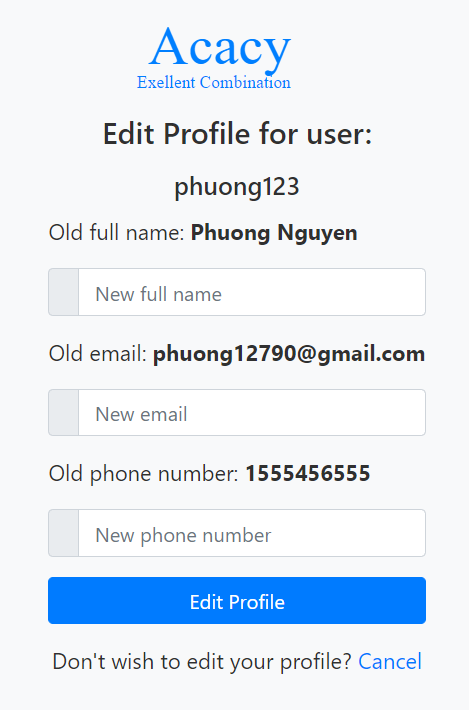 Acacy
Exellent Combination
Edit Profile for user:
phuong123
Old full name: Phuong Nguyen
New full name
Old email: phuong12790@gmail.com
New email
Old phone number: 1555456555
New phone number
Edit Profile
Don't wish to edit your profile? Cancel